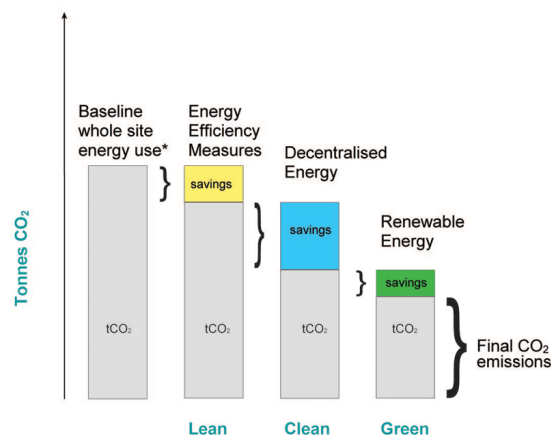 Baseline
whole site
energy use*
Energy
Efficiency
Measures
Decentralised
Energy
Renewable
Energy
savings
savings
savings
Tonnes CO₂
tCO₂
tCO₂
tCO₂
tCO₂
Final CO₂
emissions
Lean
Clean
Green